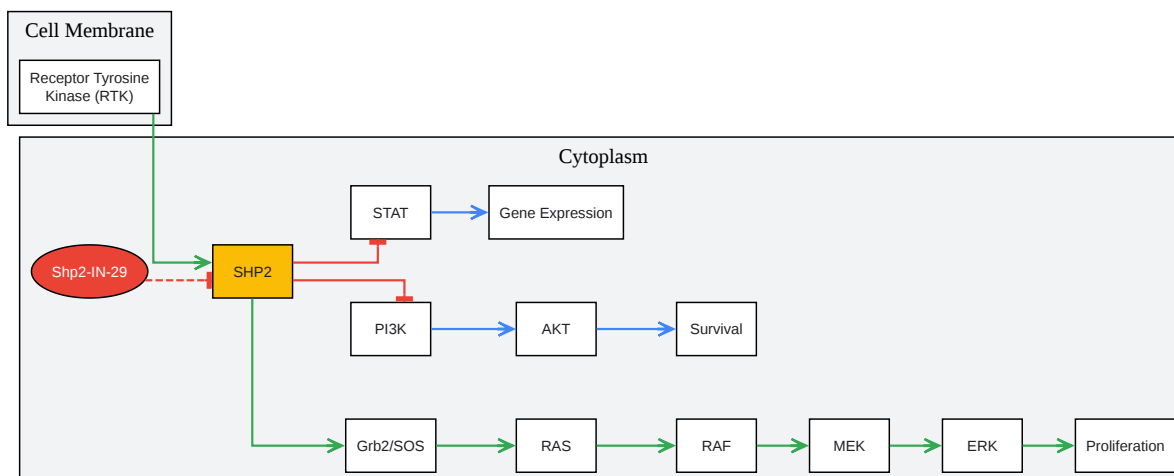 Cell Membrane
Receptor Tyrosine
Kinase (RTK)
Cytoplasm
STAT
Gene Expression
Shp2-IN-29
SHP2
PI3K
AKT
Survival
Grb2/SOS
RAS
RAF
MEK
ERK
Proliferation